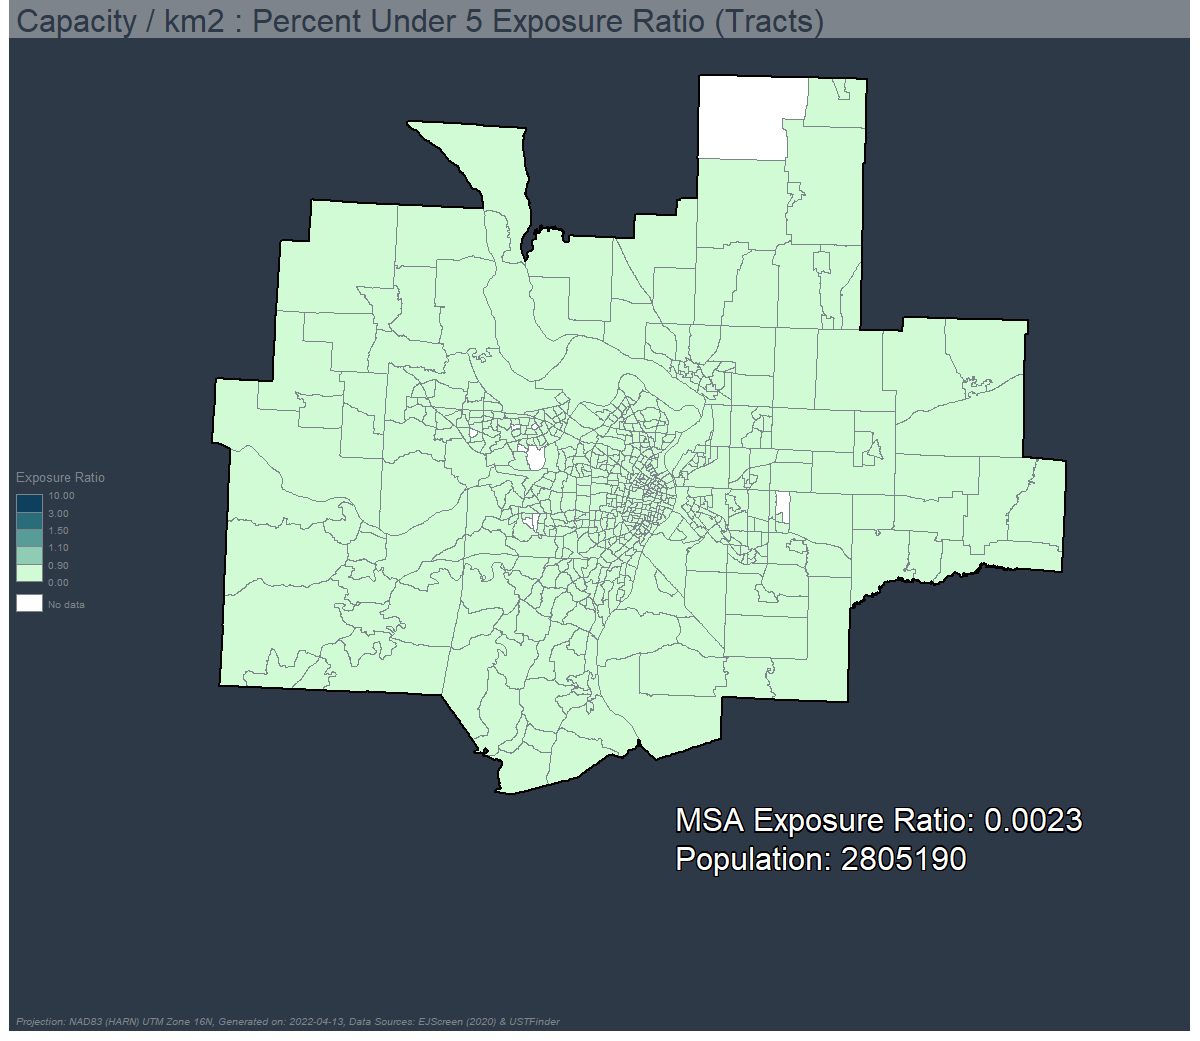 Capacity / km2 : Percent Under 5 Exposure Ratio (Tracts)
Exposure Ratio
10.00
3.00
1.50
1.10
0.90
0.00
No data
MSA Exposure Ratio: 0.0023
Population: 2805190
Projection: NAD83 (HARN) UTM Zone 16N, Generated on: 2022-04-13, Data Sources: EJScreen (2020) & USTFinder